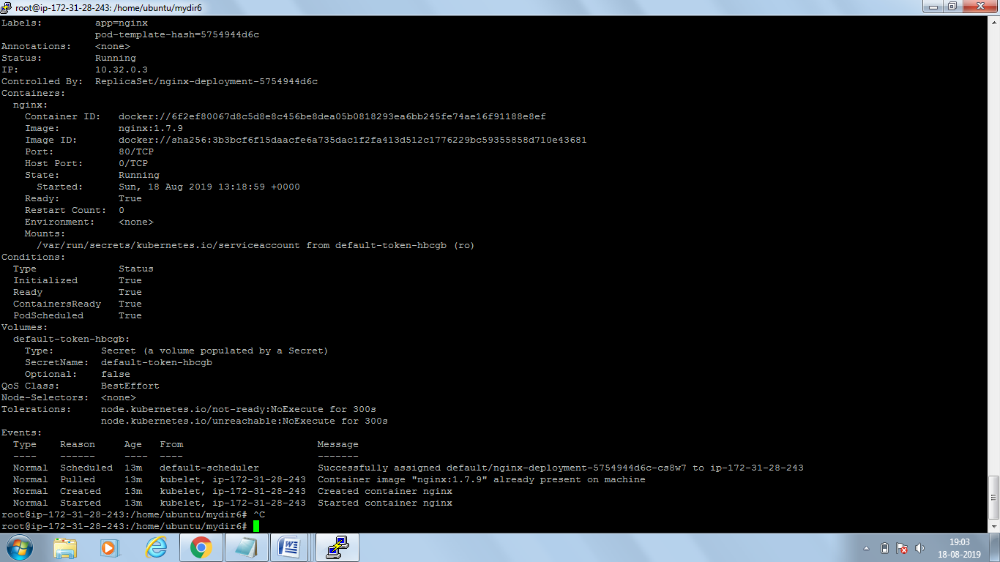 root@ip-172-31-28-243: /home/ubuntu/mydir6
Labels: app=nginx
pod-template-hash=5754944d6c
Annotations: <none>
Status: Running
IP: 10.32.0.3
Controlled By: ReplicaSet/nginx-deployment-5754944d6c
Containers:
nginx:
Container ID: docker://6f2ef80067d8c5d8e8c456be8dea05b0818293ea6bb245fe74ae16f91188e8ef
Image: nginx:1.7.9
Image ID: docker://sha256:3b3bcf6f15daacfe6a735dac1f2fa413d512c1776229bc59355858d710e43681
Port: 80/TCP
Host Port: 0/TCP
State: Running
Started: Sun, 18 Aug 2019 13:18:59 +0000
Ready: True
Restart Count: 0
Environment: <none>
Mounts:
/var/run/secrets/kubernetes.io/serviceaccount from default-token-hbcgb (ro)
Conditions:
Type Status
Initialized True
Ready True
ContainersReady True
PodScheduled True
Volumes:
default-token-hbcgb:
Type: Secret (a volume populated by a Secret)
SecretName: default-token-hbcgb
Optional: false
QoS Class: BestEffort
Node-Selectors: <none>
Tolerations: node.kubernetes.io/not-ready:NoExecute for 300s
node.kubernetes.io/unreachable:NoExecute for 300s
Events:
Type Reason Age From Message
---- ------ ---- ---- -------
Normal Scheduled 13m default-scheduler Successfully assigned default/nginx-deployment-5754944d6c-cs8w7 to ip-172-31-28-243
Normal Pulled 13m kubelet, ip-172-31-28-243 Container image "nginx:1.7.9" already present on machine
Normal Created 13m kubelet, ip-172-31-28-243 Created container nginx
Normal Started 13m kubelet, ip-172-31-28-243 Started container nginx
root@ip-172-31-28-243:/home/ubuntu/mydir6# ^C
root@ip-172-31-28-243:/home/ubuntu/mydir6#
19:03
18-08-2019